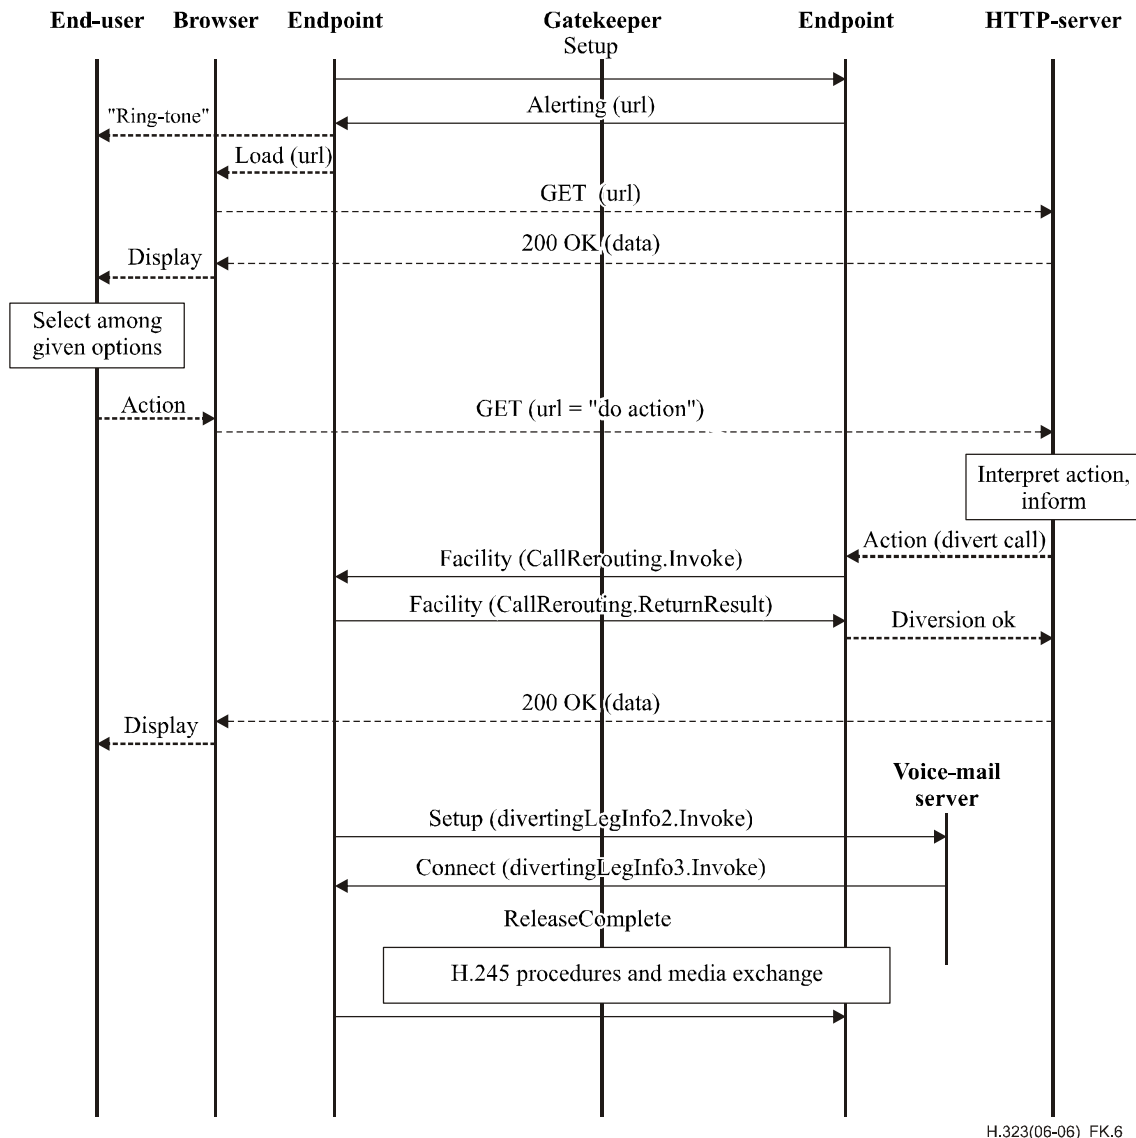 End-user Browser Endpoint Gatekeeper Endpoint HTTP-server
Setup
Alerting (url)
"Ring-tone"
Load (url)
GET (url)
200 OK (data)
Display
Select among
given options
Action
GET (url = "do action")
Interpret action,
inform
Action (divert call)
Facility (CallRerouting.Invoke)
Facility (CallRerouting.ReturnResult)
Diversion ok
200 OK (data)
Display
Voice-mail
server
Setup (divertingLegInfo2.Invoke)
Connect (divertingLegInfo3.Invoke)
ReleaseComplete
H.245 procedures and media exchange
H.323(06-06)_FK.6